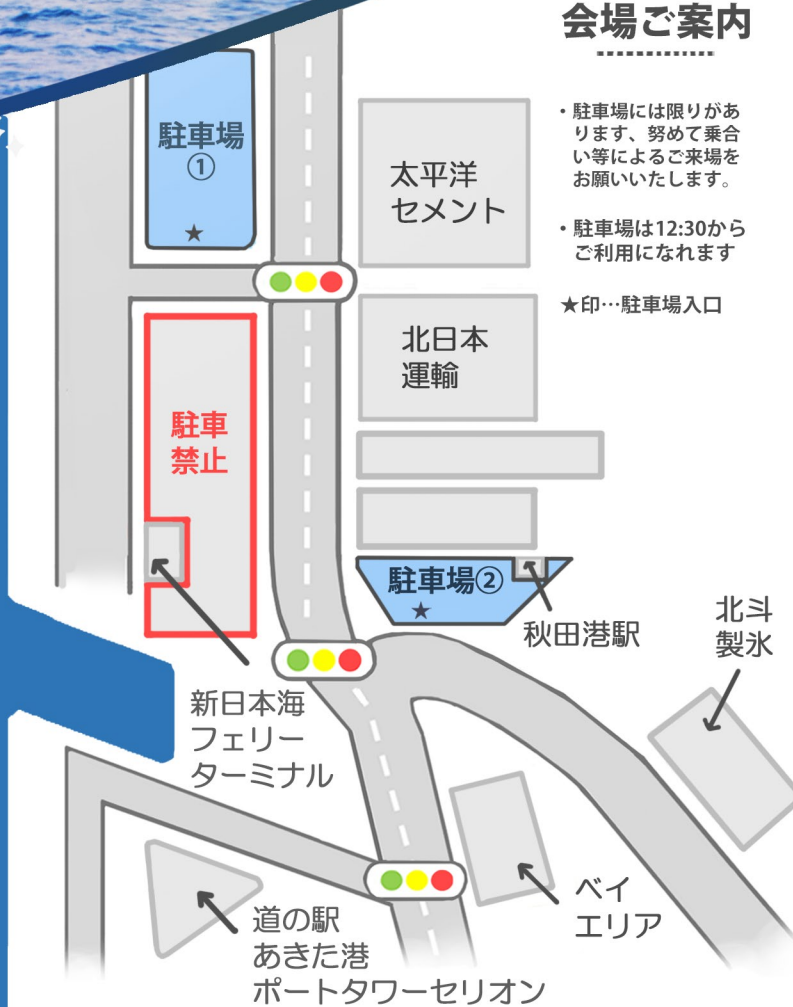 会場ご案内
・駐車場には限りがあ
ります、努めて乗合
い等によるご来場を
お願いいたします。
・駐車場は12:30から
ご利用になれます
★印…駐車場入口
駐車場
①
★
太平洋
セメント
北日本
運輸
駐車
禁止
駐車場②
★
秋田港駅
北斗
製氷
新日本海
フェリー
ターミナル
ベイ
エリア
道の駅
あきた港
ポートタワーセリオン